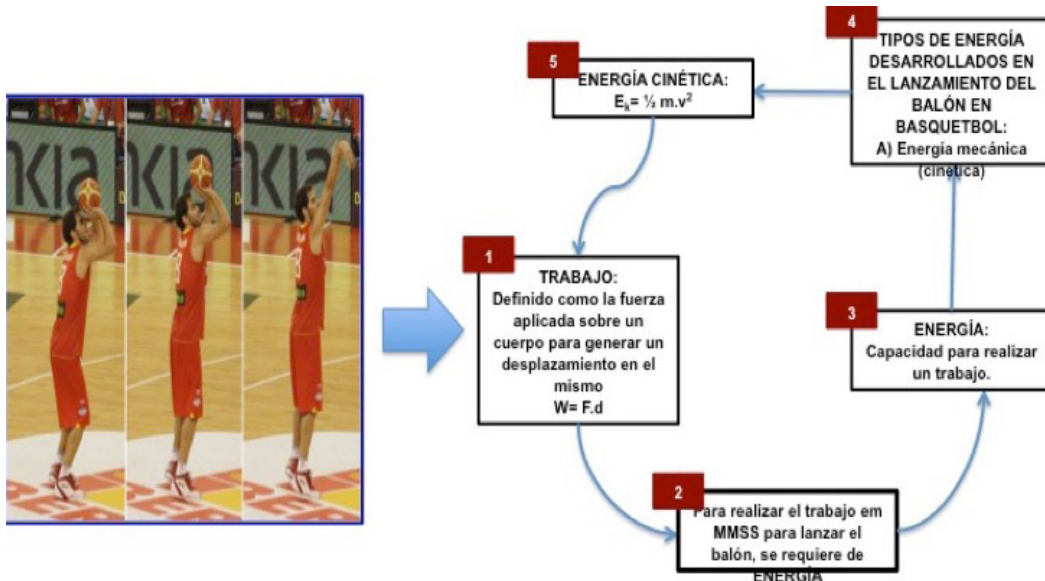 1
TRABAJO:
Definido como la fuerza
aplicada sobre un
cuerpo para generar un
desplazamiento en el
mismo
W= F.d
2
Para realizar el trabajo em
MMSS para lanzar el
balón, se requiere de
ENERGÍA
3
ENERGÍA:
Capacidad para realizar
un trabajo.
4
TIPOS DE ENERGÍA
DESARROLLADOS EN
EL LANZAMIENTO DEL
BALÓN EN
BASQUETBOL:
A) Energía mecánica
(cinética)
5
ENERGÍA CINÉTICA:
Eₖ= ½ m.v²
kia
kia
kia